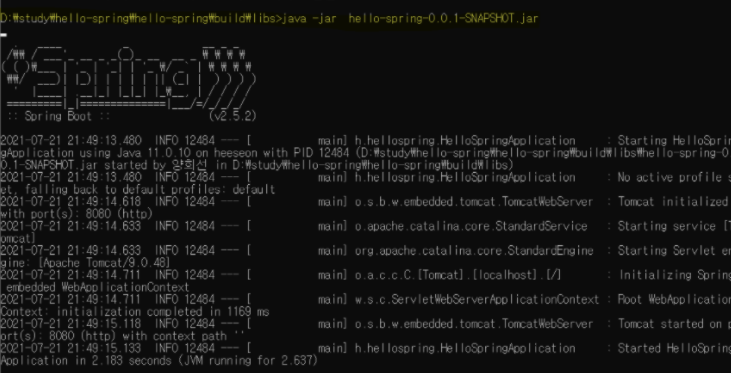 D:₩study₩hello-spring₩hello-spring₩build₩libs>java -jar  hello-spring-0.0.1-SNAPSHOT.jar
:: Spring Boot ::                (v2.5.2)
2021-07-21 21:49:13.480  INFO 12484 --- [           main] h.hellospring.HelloSpringApplication     : Starting HelloSprin
gApplication using Java 11.0.10 on heeseon with PID 12484 (D:₩study₩hello-spring₩hello-spring₩build₩libs₩hello-spring-0.
0.1-SNAPSHOT.jar started by 양희선 in D:₩study₩hello-spring₩hello-spring₩build₩libs)
2021-07-21 21:49:13.480  INFO 12484 --- [           main] h.hellospring.HelloSpringApplication     : No active profile s
et, falling back to default profiles: default
2021-07-21 21:49:14.618  INFO 12484 --- [           main] o.s.b.w.embedded.tomcat.TomcatWebServer  : Tomcat initialized
with port(s): 8080 (http)
2021-07-21 21:49:14.633  INFO 12484 --- [           main] o.apache.catalina.core.StandardService   : Starting service [T
omcat]
2021-07-21 21:49:14.633  INFO 12484 --- [           main] org.apache.catalina.core.StandardEngine  : Starting Servlet en
gine: [Apache Tomcat/9.0.48]
2021-07-21 21:49:14.711  INFO 12484 --- [           main] o.a.c.c.C.[Tomcat].[localhost].[/]       : Initializing Spring
embedded WebApplicationContext
2021-07-21 21:49:14.711  INFO 12484 --- [           main] w.s.c.ServletWebServerApplicationContext : Root WebApplication
Context: initialization completed in 1169 ms
2021-07-21 21:49:15.118  INFO 12484 --- [           main] o.s.b.w.embedded.tomcat.TomcatWebServer  : Tomcat started on p
ort(s): 8080 (http) with context path ''
2021-07-21 21:49:15.133  INFO 12484 --- [           main] h.hellospring.HelloSpringApplication     : Started HelloSpring
Application in 2.183 seconds (JVM running for 2.637)